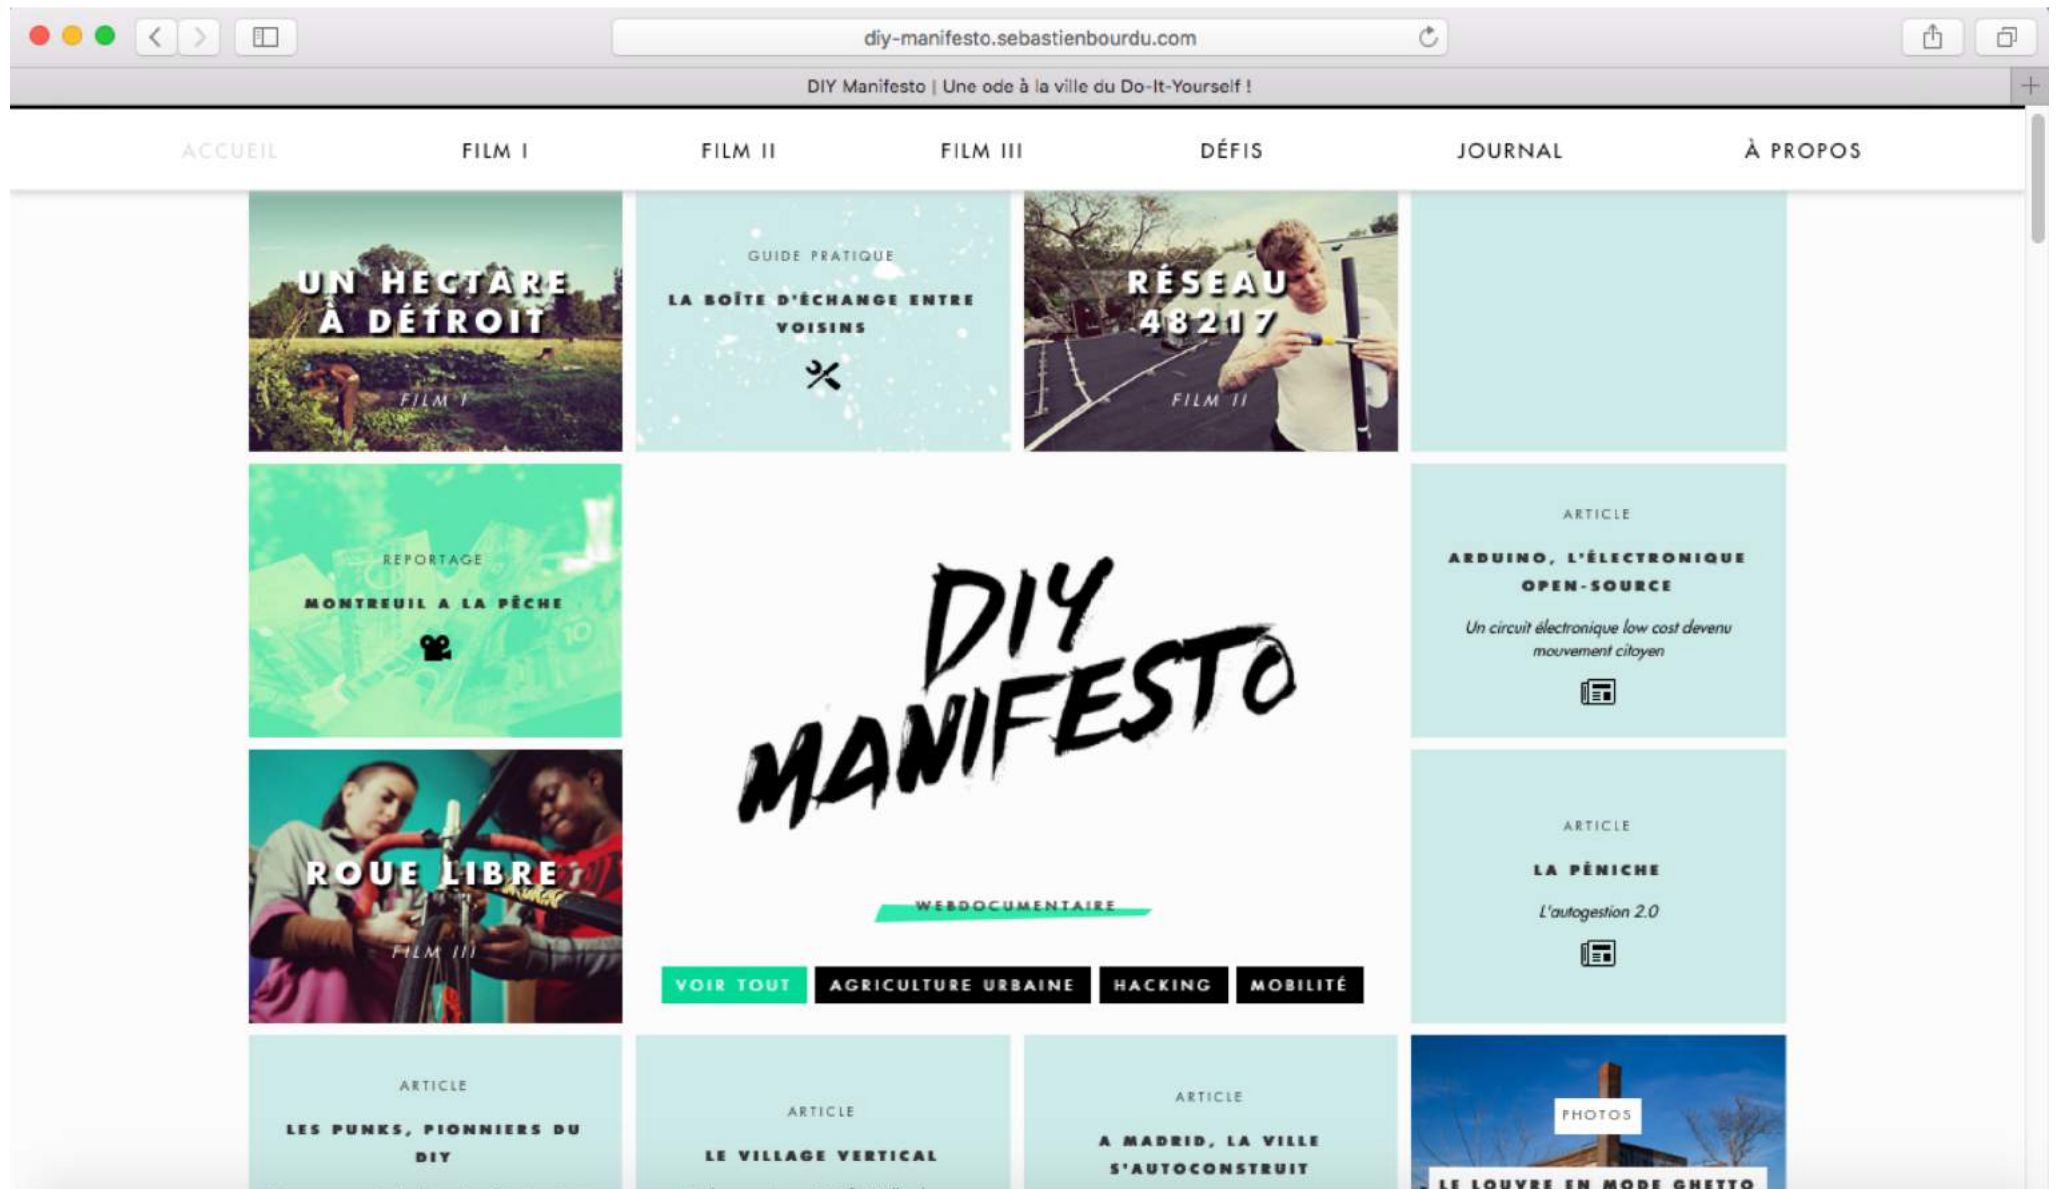 diy-manifesto.sebastienbourdu.com
DIY Manifesto | Une ode à la ville du Do-It-Yourself !
ACCUEIL FILM I FILM II FILM III DÉFIS JOURNAL À PROPOS
UN HECTARE
À DÉTROIT
FILM I
GUIDE PRATIQUE
LA BOÎTE D'ÉCHANGE ENTRE
VOISINS
RÉSEAU
48217
FILM II
REPORTAGE
MONTREUIL A LA PÊCHE
10
DIY
MANIFESTO
WEBDOCUMENTAIRE
VOIR TOUT AGRICULTURE URBAINE HACKING MOBILITÉ
ARTICLE
ARDUINO, L'ÉLECTRONIQUE
OPEN-SOURCE
Un circuit électronique low cost devenu
mouvement citoyen
ROUE LIBRE
FILM III
ARTICLE
LA PÉNICHE
L'autogestion 2.0
ARTICLE
LES PUNKS, PIONNIERS DU
DIY
ARTICLE
LE VILLAGE VERTICAL
ARTICLE
A MADRID, LA VILLE
S'AUTOCONSTRUIT
PHOTOS
LE LOUVRE EN MODE GHETTO